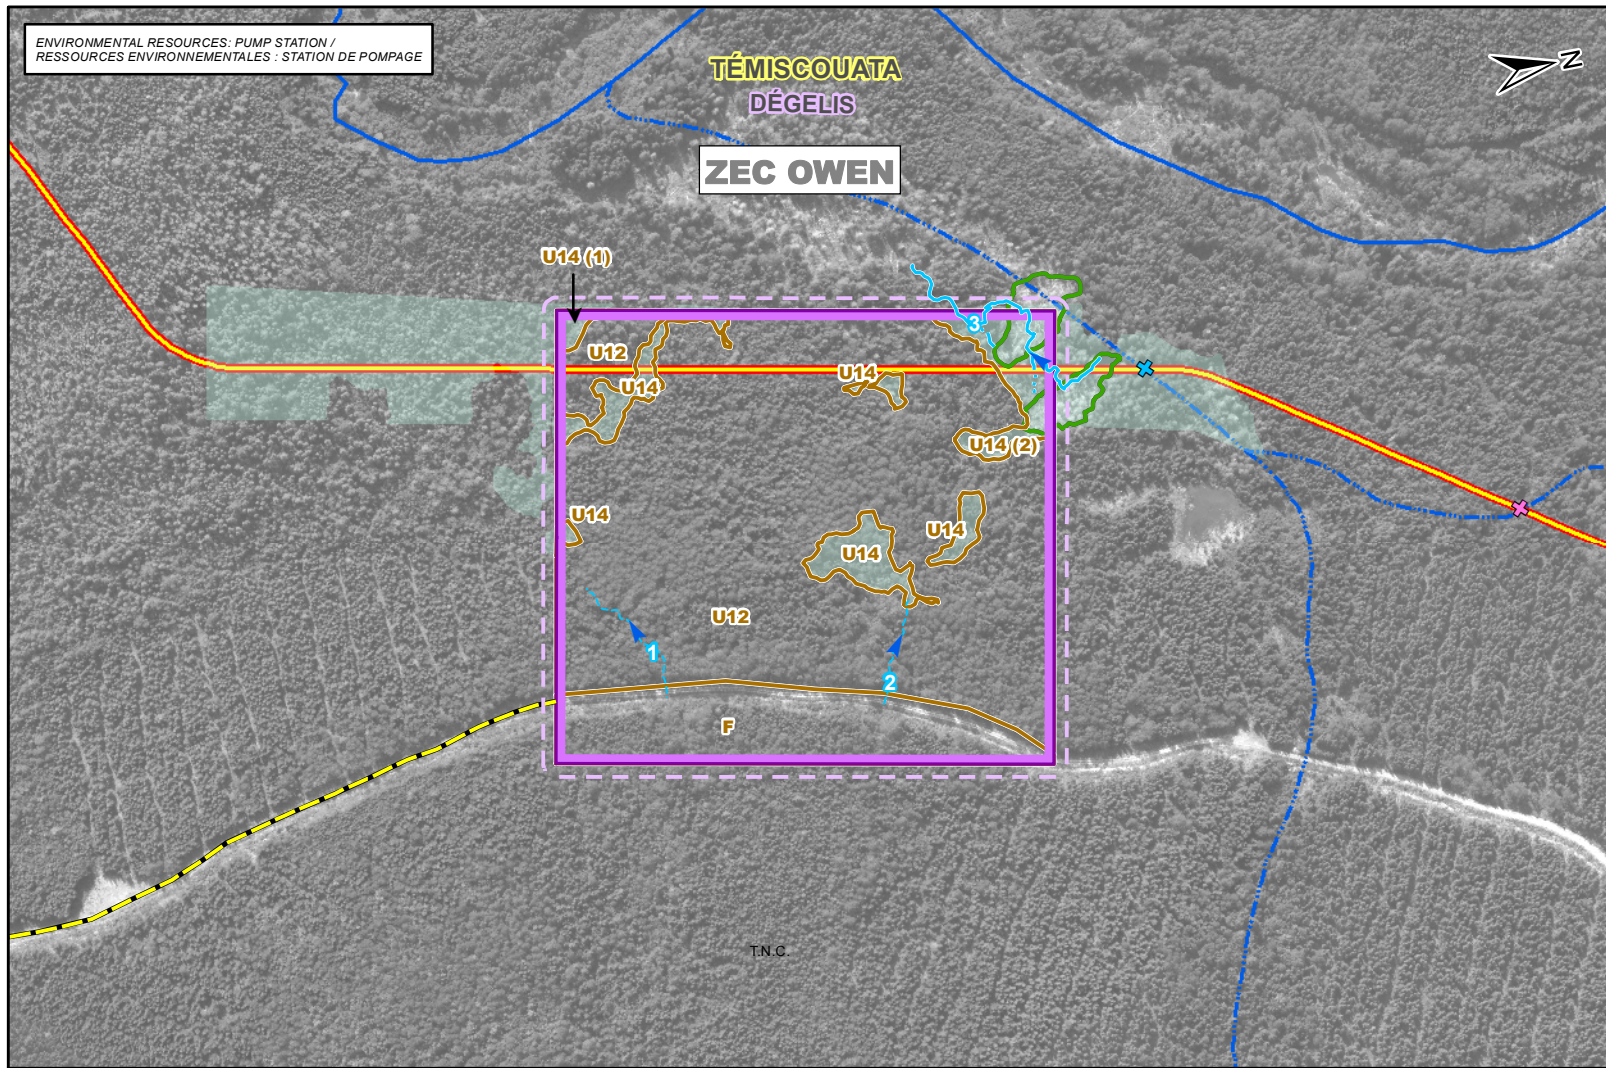 ENVIRONMENTAL RESOURCES: PUMP STATION /
RESSOURCES ENVIRONNEMENTALES : STATION DE POMPAGE
TÉMISCOUATA
DÉGELIS
N
ZEC OWEN
U14 (1)
3
U12
U14
U14
U14 (2)
U14
U14
U14
U12
1
2
F
T.N.C.